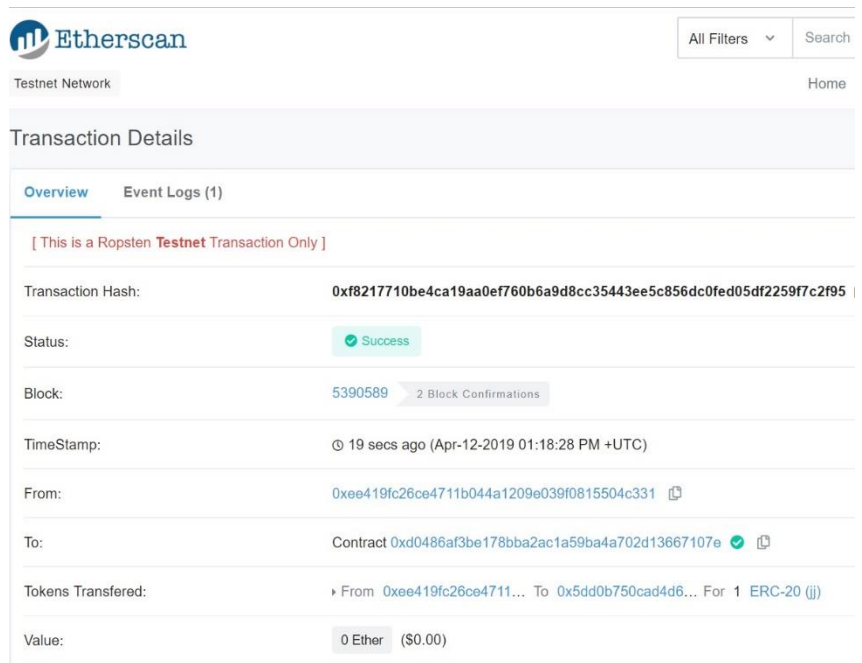 Etherscan
All Filters Search
Testnet Network Home
Transaction Details
Overview Event Logs (1)
[ This is a Ropsten Testnet Transaction Only ]
Transaction Hash: 0xf8217710be4ca19aa0ef760b6a9d8cc35443ee5c856dc0fed05df2259f7c2f95
Status: Success
Block: 5390589 2 Block Confirmations
TimeStamp: 19 secs ago (Apr-12-2019 01:18:28 PM +UTC)
From: 0xee419fc26ce4711b044a1209e039f0815504c331
To: Contract 0xd0486af3be178bba2ac1a59ba4a702d13667107e
Tokens Transfered: From 0xee419fc26ce4711... To 0x5dd0b750cad4d6... For 1 ERC-20 (jj)
Value: 0 Ether ($0.00)